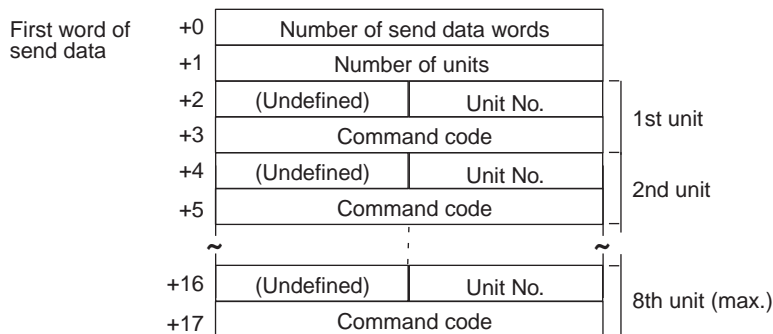 First word of
send data
+0 Number of send data words
+1 Number of units
+2 (Undefined) Unit No.
+3 Command code
1st unit
+4 (Undefined) Unit No.
+5 Command code
2nd unit
~ ~
+16 (Undefined) Unit No.
+17 Command code
8th unit (max.)